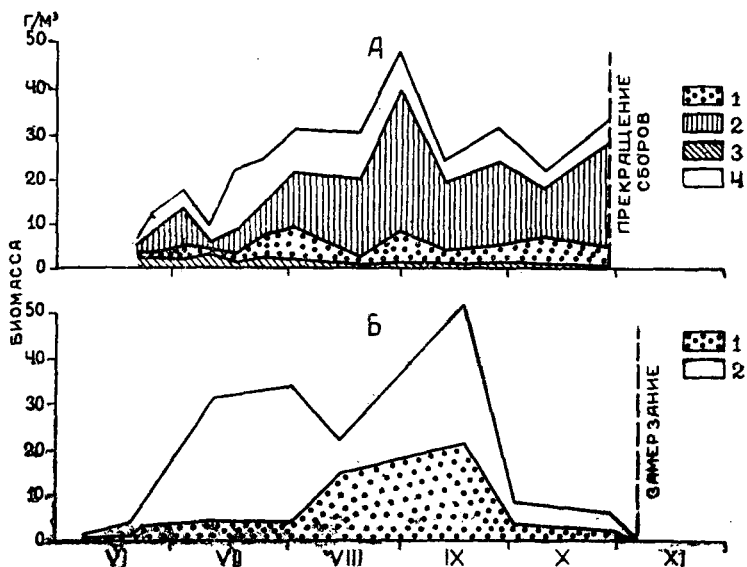 Г/М³
50
40
30
20
10
0
А
1
2
3
4
ПРЕКРАЩЕНИЕ
СБОРОВ
БИОМАССА
50
40
30
20
10
0
Б
1
2
ЗАМЕРЗАНИЕ
VI
VII
VIII
IX
X
XI